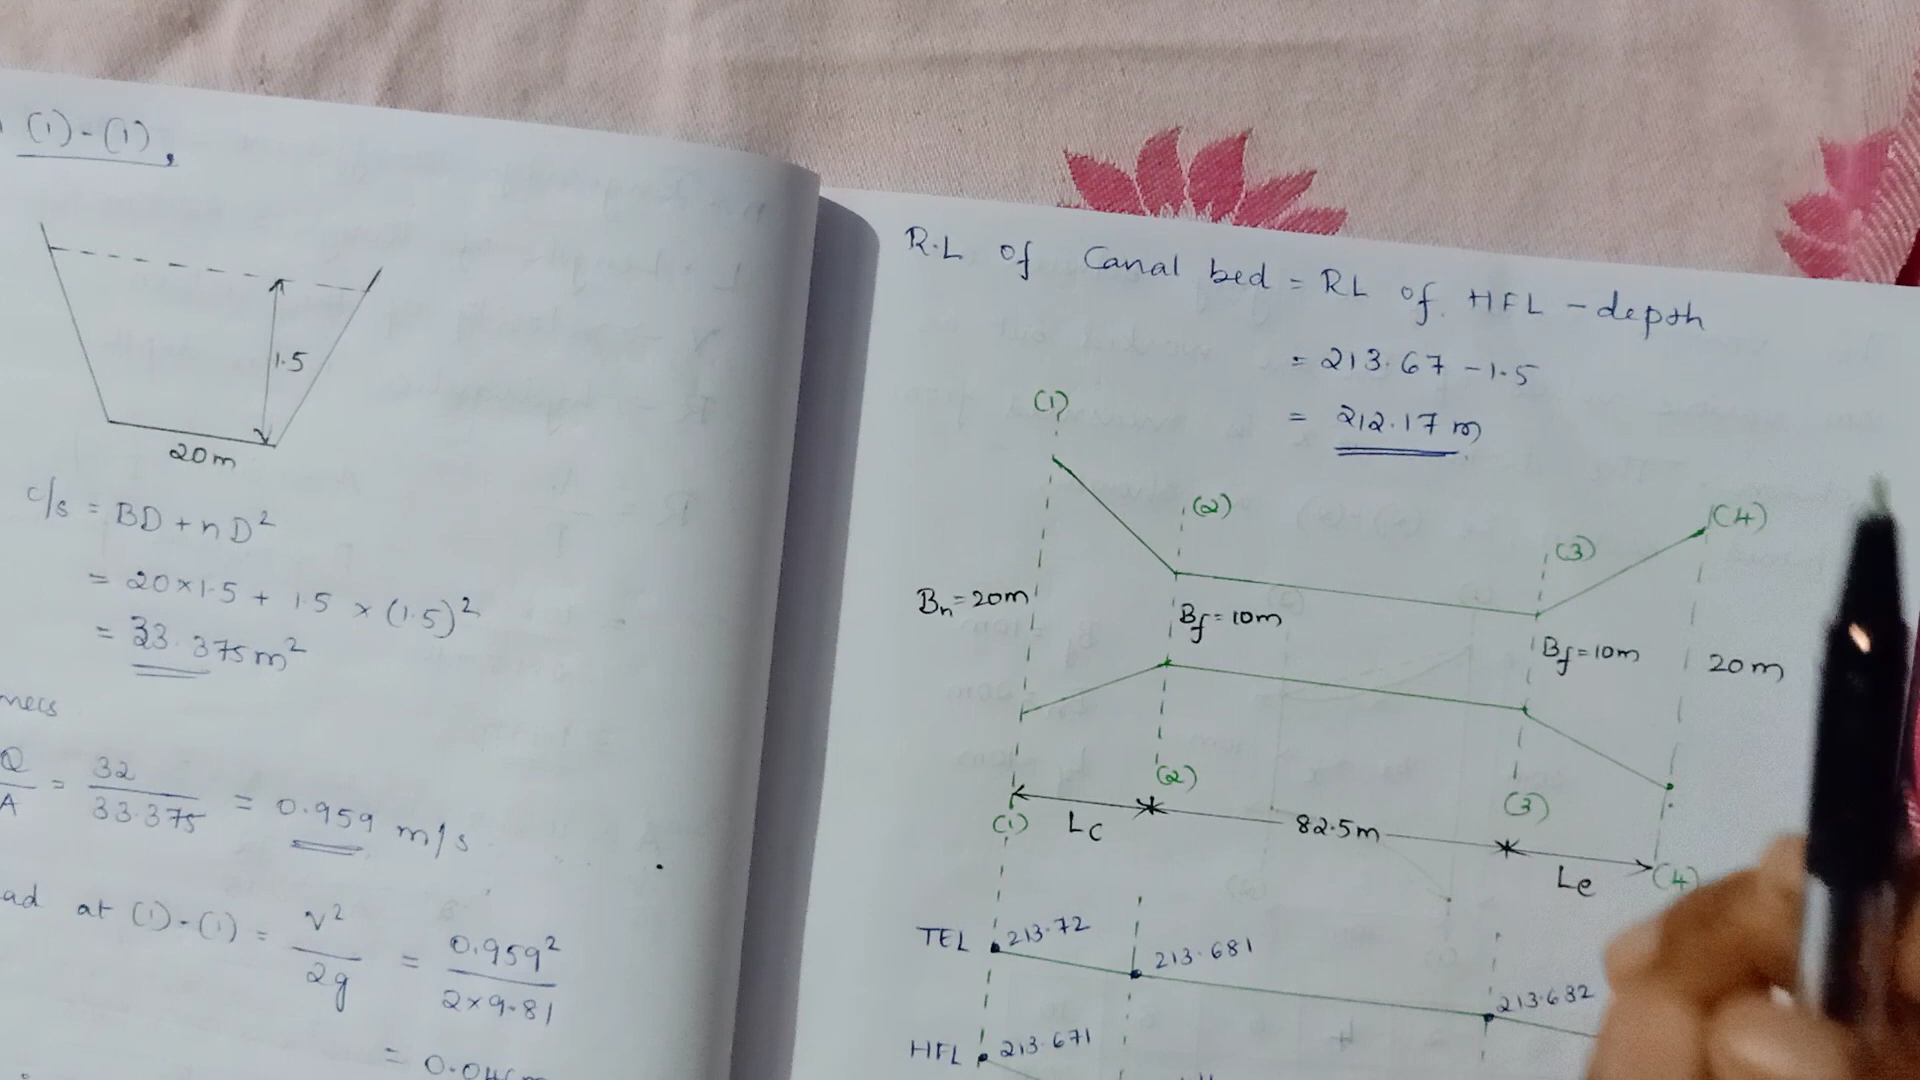 (1)-(1),
1.5
20m
c/s = BD + nD²
= 20×1.5 + 1.5 × (1.5)²
= 33.375m²
mecs
Q/A = 32/33.375 = 0.959 m/s
ad at (1)-(1) = v²/2g = 0.959²/2×9.81
R.L of Canal bed = RL of HFL - depth
= 213.67 - 1.5
= 212.17 m
(1)
(2)
(3)
(4)
Bn = 20m
Bf = 10m
Bf = 10m
20m
(1)
(2)
(3)
(4)
Lc
82.5m
Le
TEL 213.72 213.681 213.632
HFL 213.671